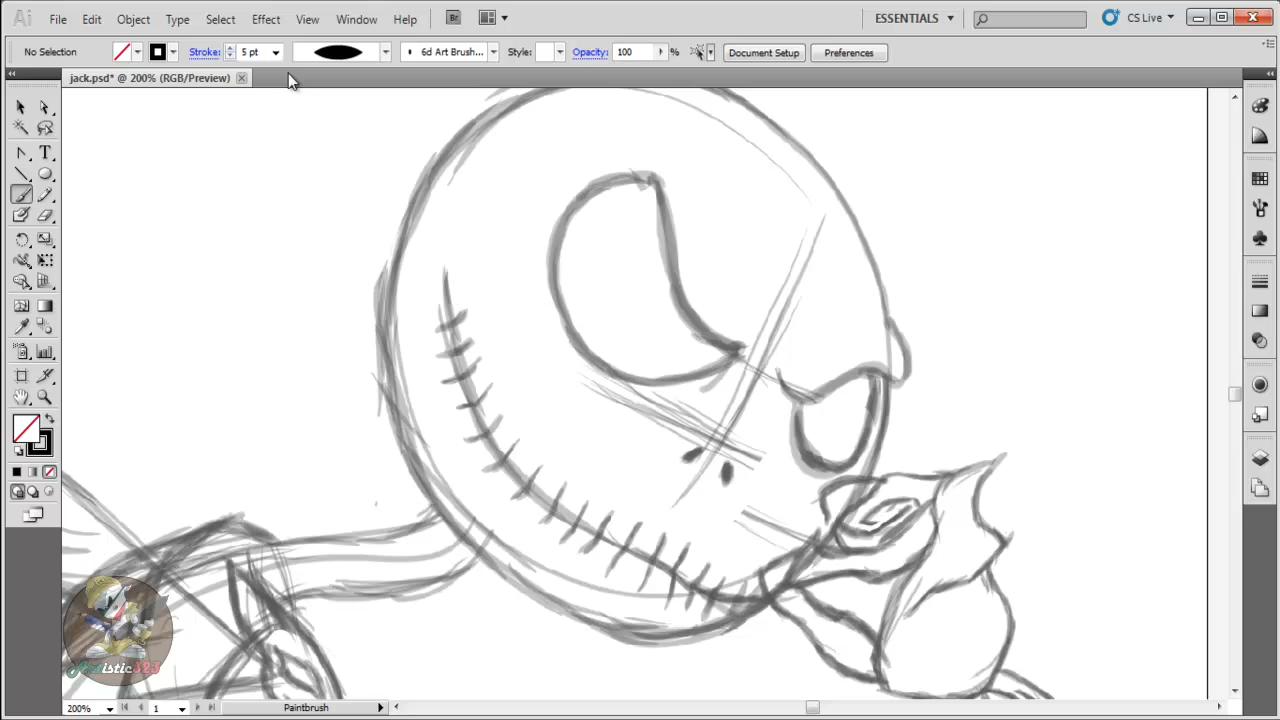 Ai File Edit Object Type Select Effect View Window Help Br ESSENTIALS CS Live
No Selection Stroke: 5 pt 6d Art Brush... Style: Opacity: 100 % Document Setup Preferences
jack.psd* @ 200% (RGB/Preview)
Artistic323
200% 1 Paintbrush